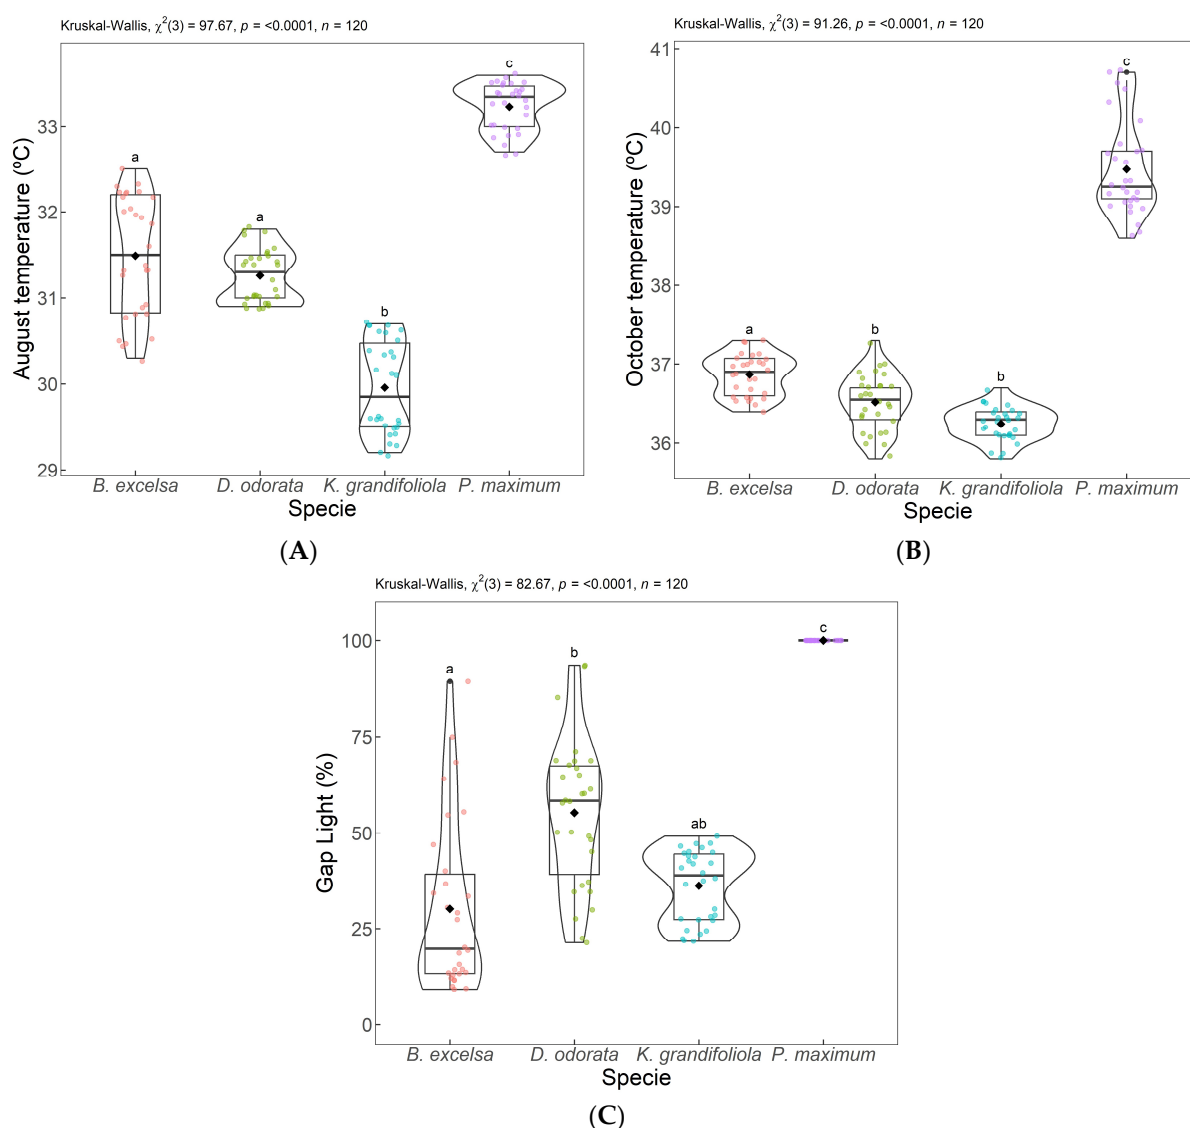 Kruskal-Wallis, χ²(3) = 97.67, p = <0.0001, n = 120
August temperature (ºC)
33
32
31
30
29
a
a
b
c
B. excelsa D. odorata K. grandifoliola P. maximum
Specie
(A)
Kruskal-Wallis, χ²(3) = 91.26, p = <0.0001, n = 120
October temperature (ºC)
41
40
39
38
37
36
a
b
b
c
B. excelsa D. odorata K. grandifoliola P. maximum
Specie
(B)
Kruskal-Wallis, χ²(3) = 82.67, p = <0.0001, n = 120
Gap Light (%)
100
75
50
25
0
a
b
ab
c
B. excelsa D. odorata K. grandifoliola P. maximum
Specie
(C)